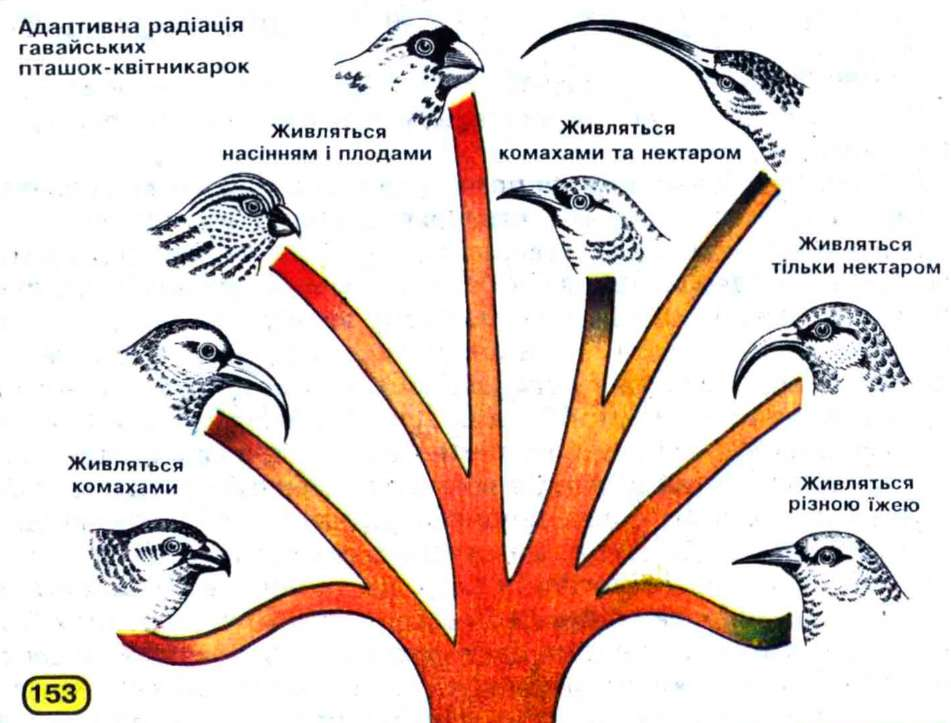 Адаптивна радіація
гавайських
пташок-квітникарок
Живляться
насінням і плодами
Живляться
комахами та нектаром
Живляться
тільки нектаром
Живляться
комахами
Живляться
різною їжею
153